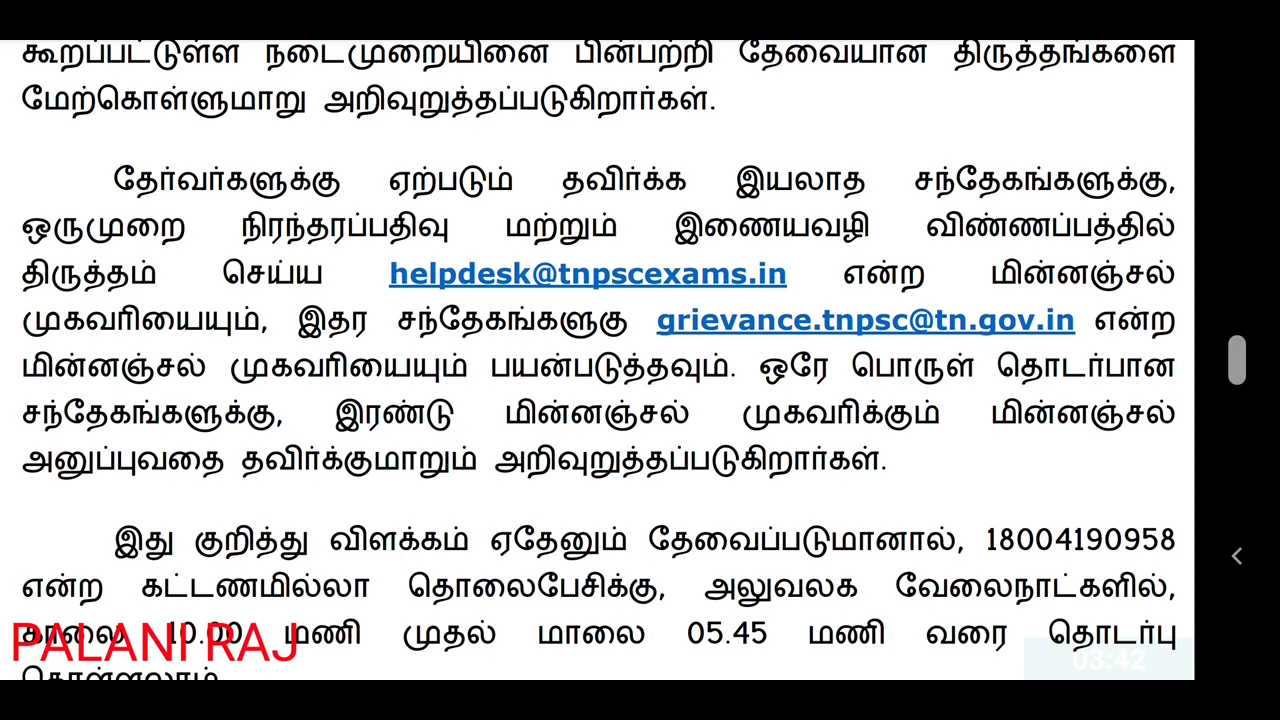 கூறப்பட்டுள்ள நடைமுறையினை பின்பற்றி தேவையான திருத்தங்களை
மேற்கொள்ளுமாறு அறிவுறுத்தப்படுகிறார்கள்.
தேர்வர்களுக்கு ஏற்படும் தவிர்க்க இயலாத சந்தேகங்களுக்கு,
ஒருமுறை நிரந்தரப்பதிவு மற்றும் இணையவழி விண்ணப்பத்தில்
திருத்தம் செய்ய helpdesk@tnpscexams.in என்ற மின்னஞ்சல்
முகவரியையும், இதர சந்தேகங்களுகு grievance.tnpsc@tn.gov.in என்ற
மின்னஞ்சல் முகவரியையும் பயன்படுத்தவும். ஒரே பொருள் தொடர்பான
சந்தேகங்களுக்கு, இரண்டு மின்னஞ்சல் முகவரிக்கும் மின்னஞ்சல்
அனுப்புவதை தவிர்க்குமாறும் அறிவுறுத்தப்படுகிறார்கள்.
இது குறித்து விளக்கம் ஏதேனும் தேவைப்படுமானால், 18004190958
என்ற கட்டணமில்லா தொலைபேசிக்கு, அலுவலக வேலைநாட்களில்,
காலை 10.00 மணி முதல் மாலை 05.45 மணி வரை தொடர்பு
கொள்ளலாம்
PALANI RAJ
03:42